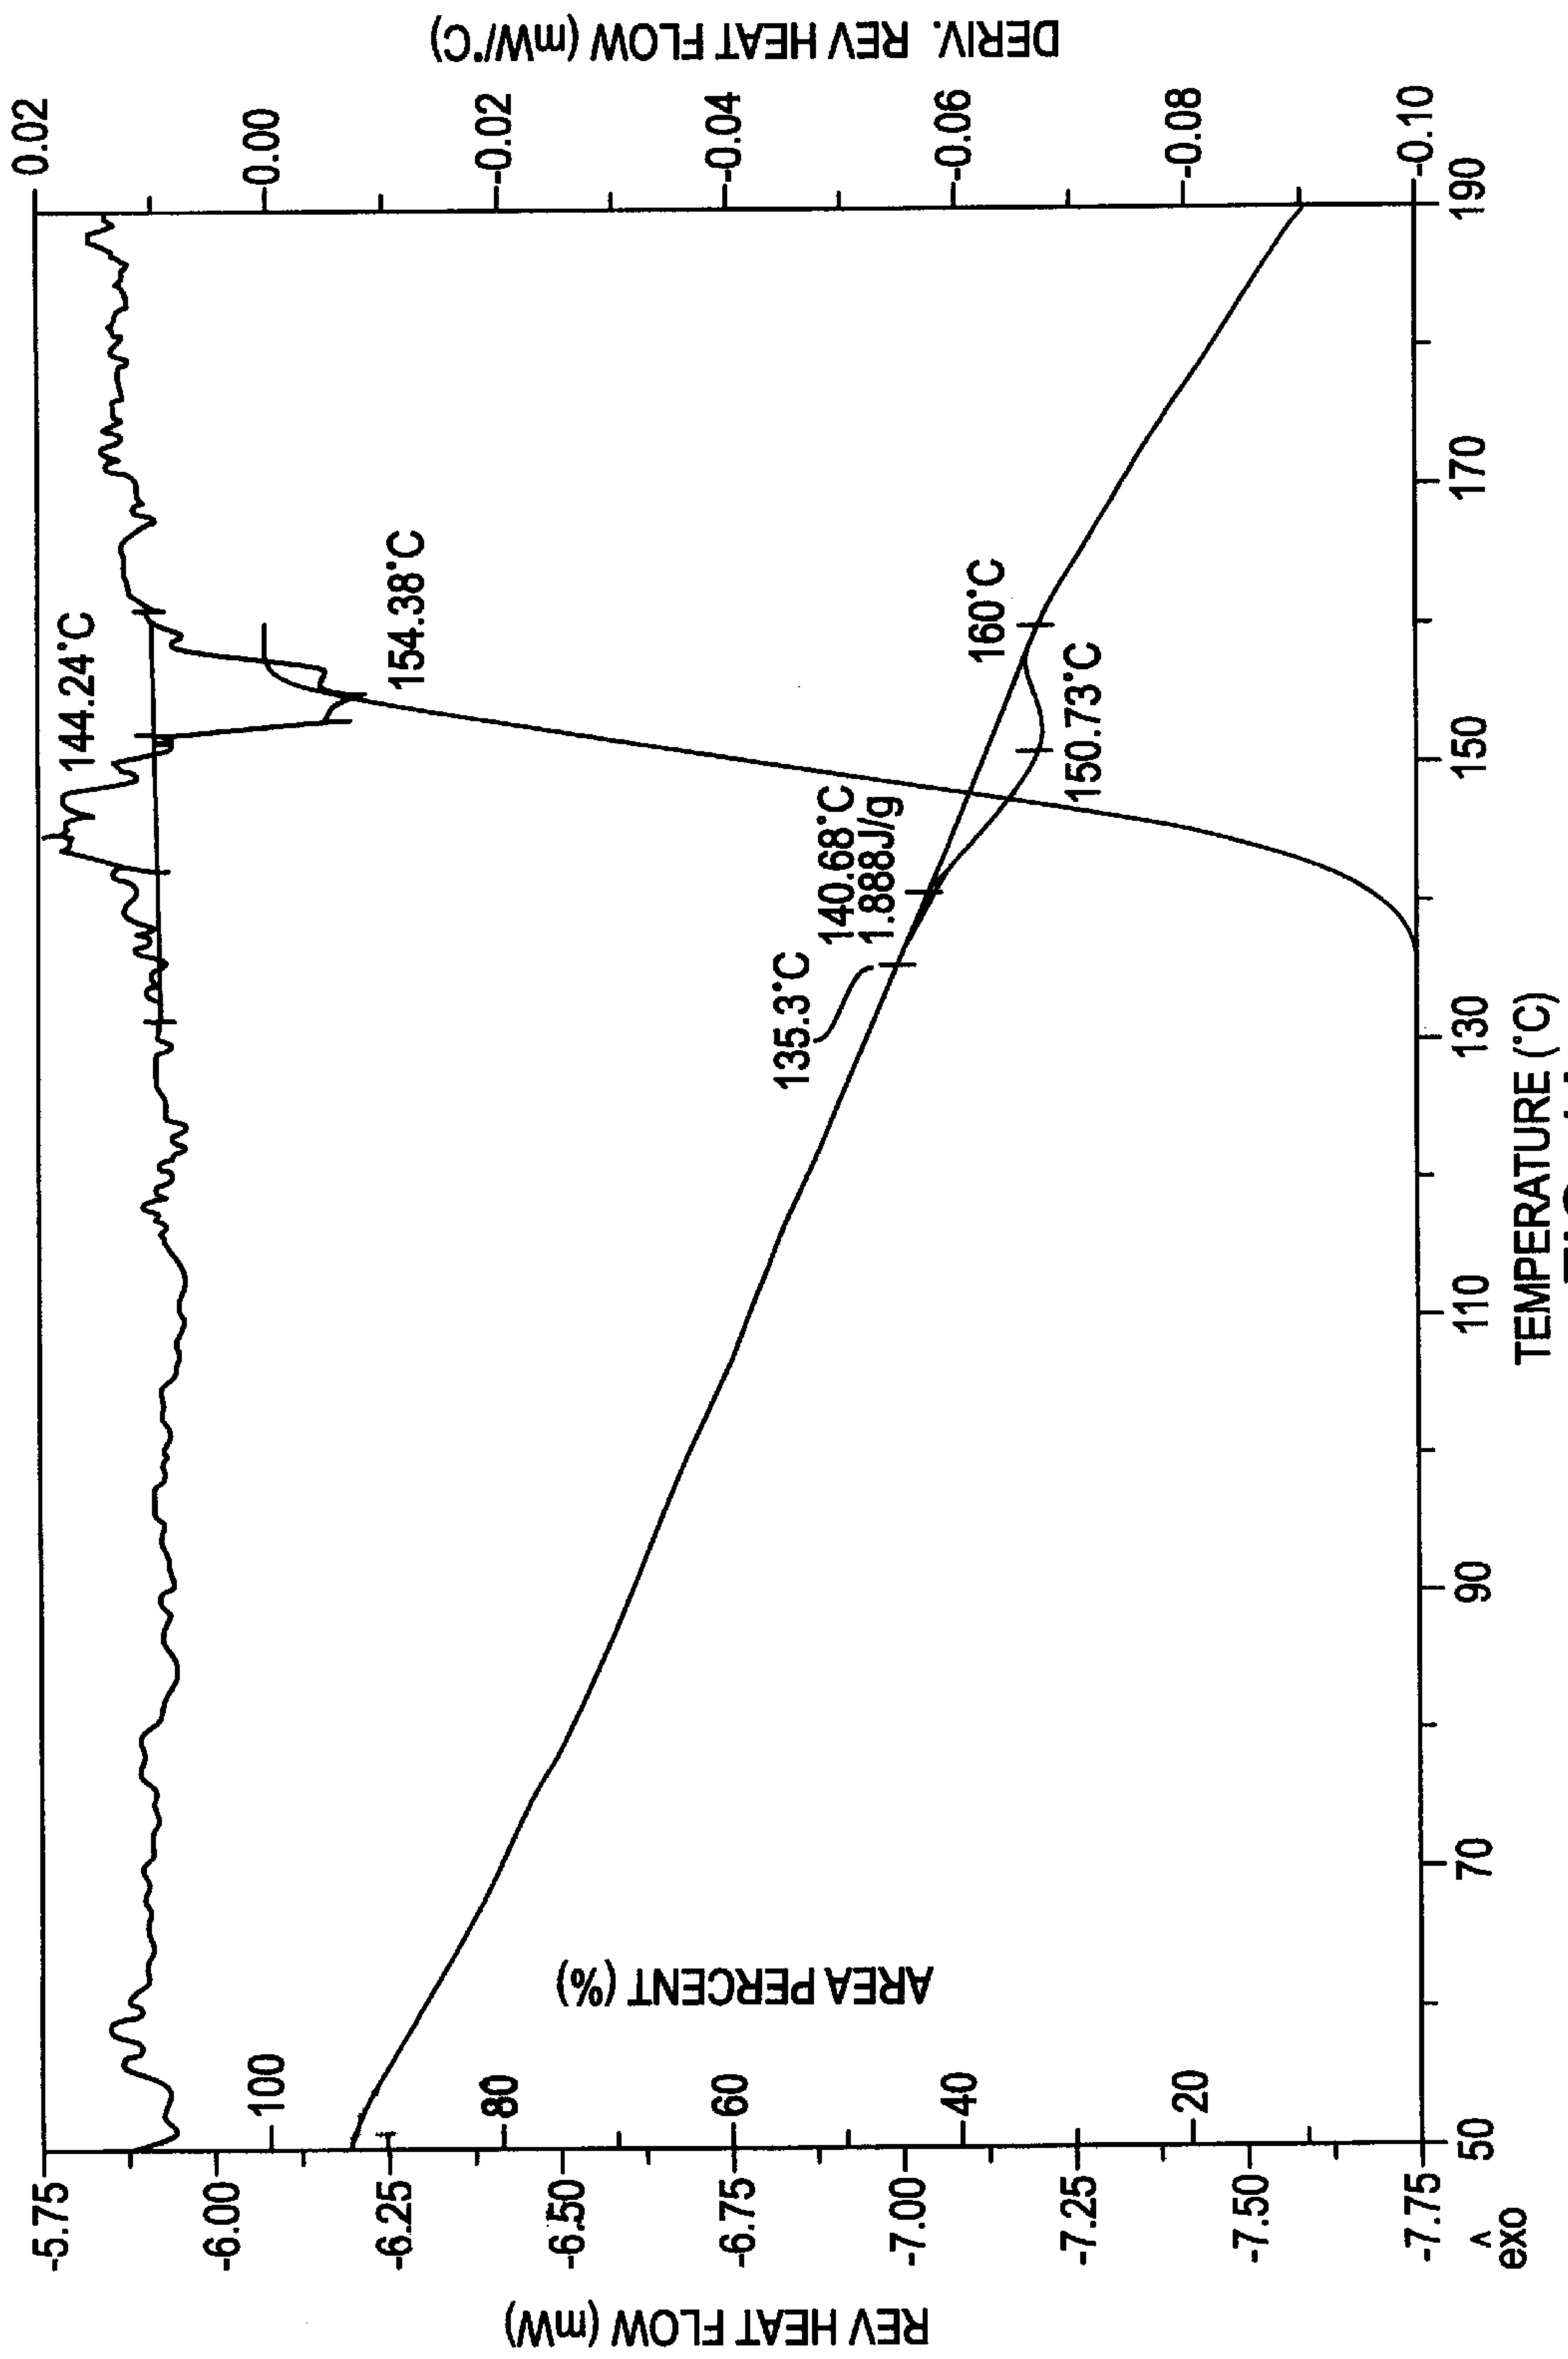 DERIV. REV HEAT FLOW (mW/°C)
0.02
-0.00
-0.02
-0.04
-0.06
-0.08
-0.10
144.24°C
154.38°C
160°C
150.73°C
140.68°C
1.888J/g
135.3°C
AREA PERCENT (%)
100
80
60
40
20
REV HEAT FLOW (mW)
-5.75
-6.00
-6.25
-6.50
-6.75
-7.00
-7.25
-7.50
-7.75
^
exo
50
70
90
110
130
150
170
190
TEMPERATURE (°C)